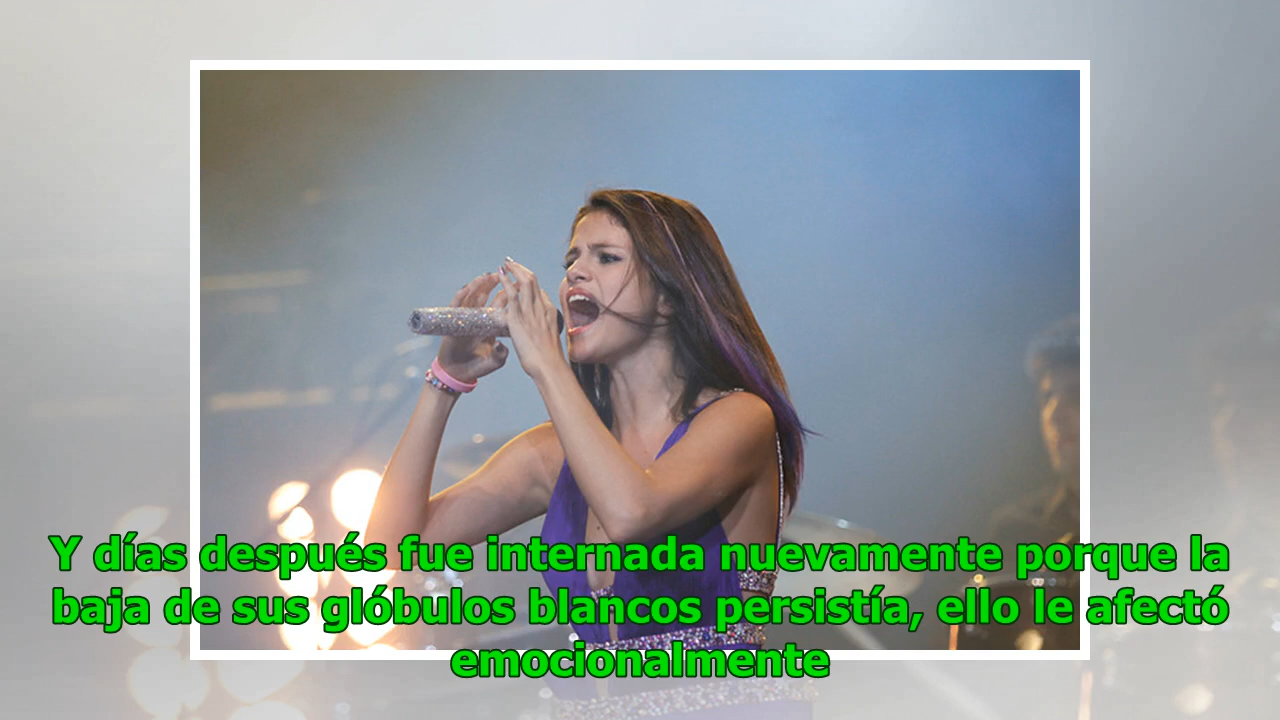 Y días después fue internada nuevamente porque la
baja de sus glóbulos blancos persistía, ello le afectó
emocionalmente